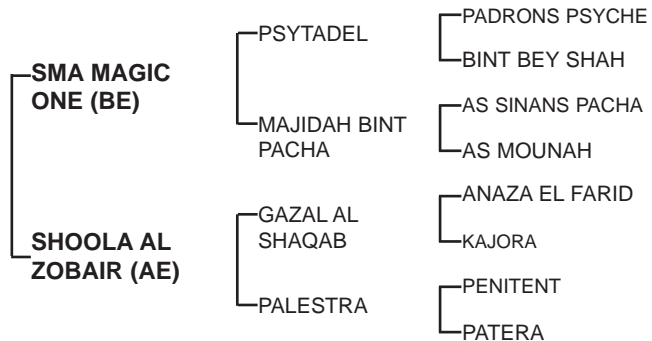 SMA MAGIC
ONE (BE)
PSYTADEL
PADRONS PSYCHE
BINT BEY SHAH
MAJIDAH BINT
PACHA
AS SINANS PACHA
AS MOUNAH
SHOOLA AL
ZOBAIR (AE)
GAZAL AL
SHAQAB
ANAZA EL FARID
KAJORA
PALESTRA
PENITENT
PATERA